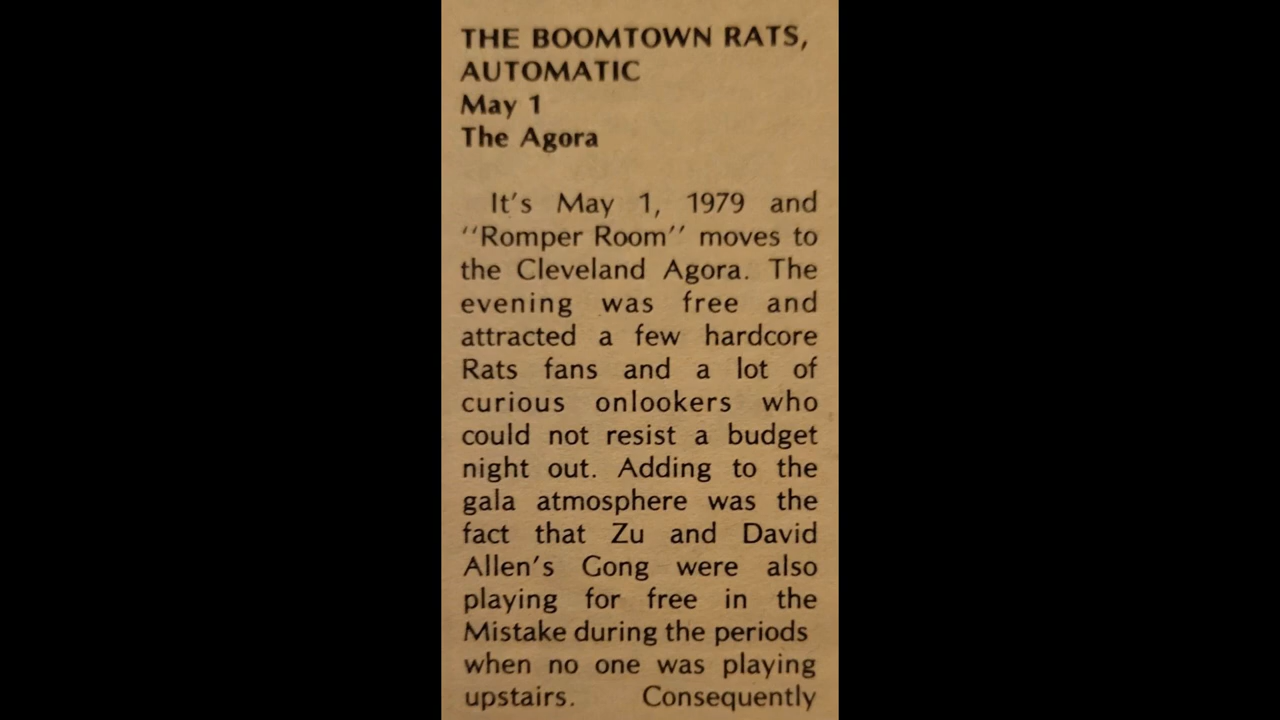 THE BOOMTOWN RATS,
AUTOMATIC
May 1
The Agora
It's May 1, 1979 and
''Romper Room'' moves to
the Cleveland Agora. The
evening was free and
attracted a few hardcore
Rats fans and a lot of
curious onlookers who
could not resist a budget
night out. Adding to the
gala atmosphere was the
fact that Zu and David
Allen's Gong were also
playing for free in the
Mistake during the periods
when no one was playing
upstairs. Consequently